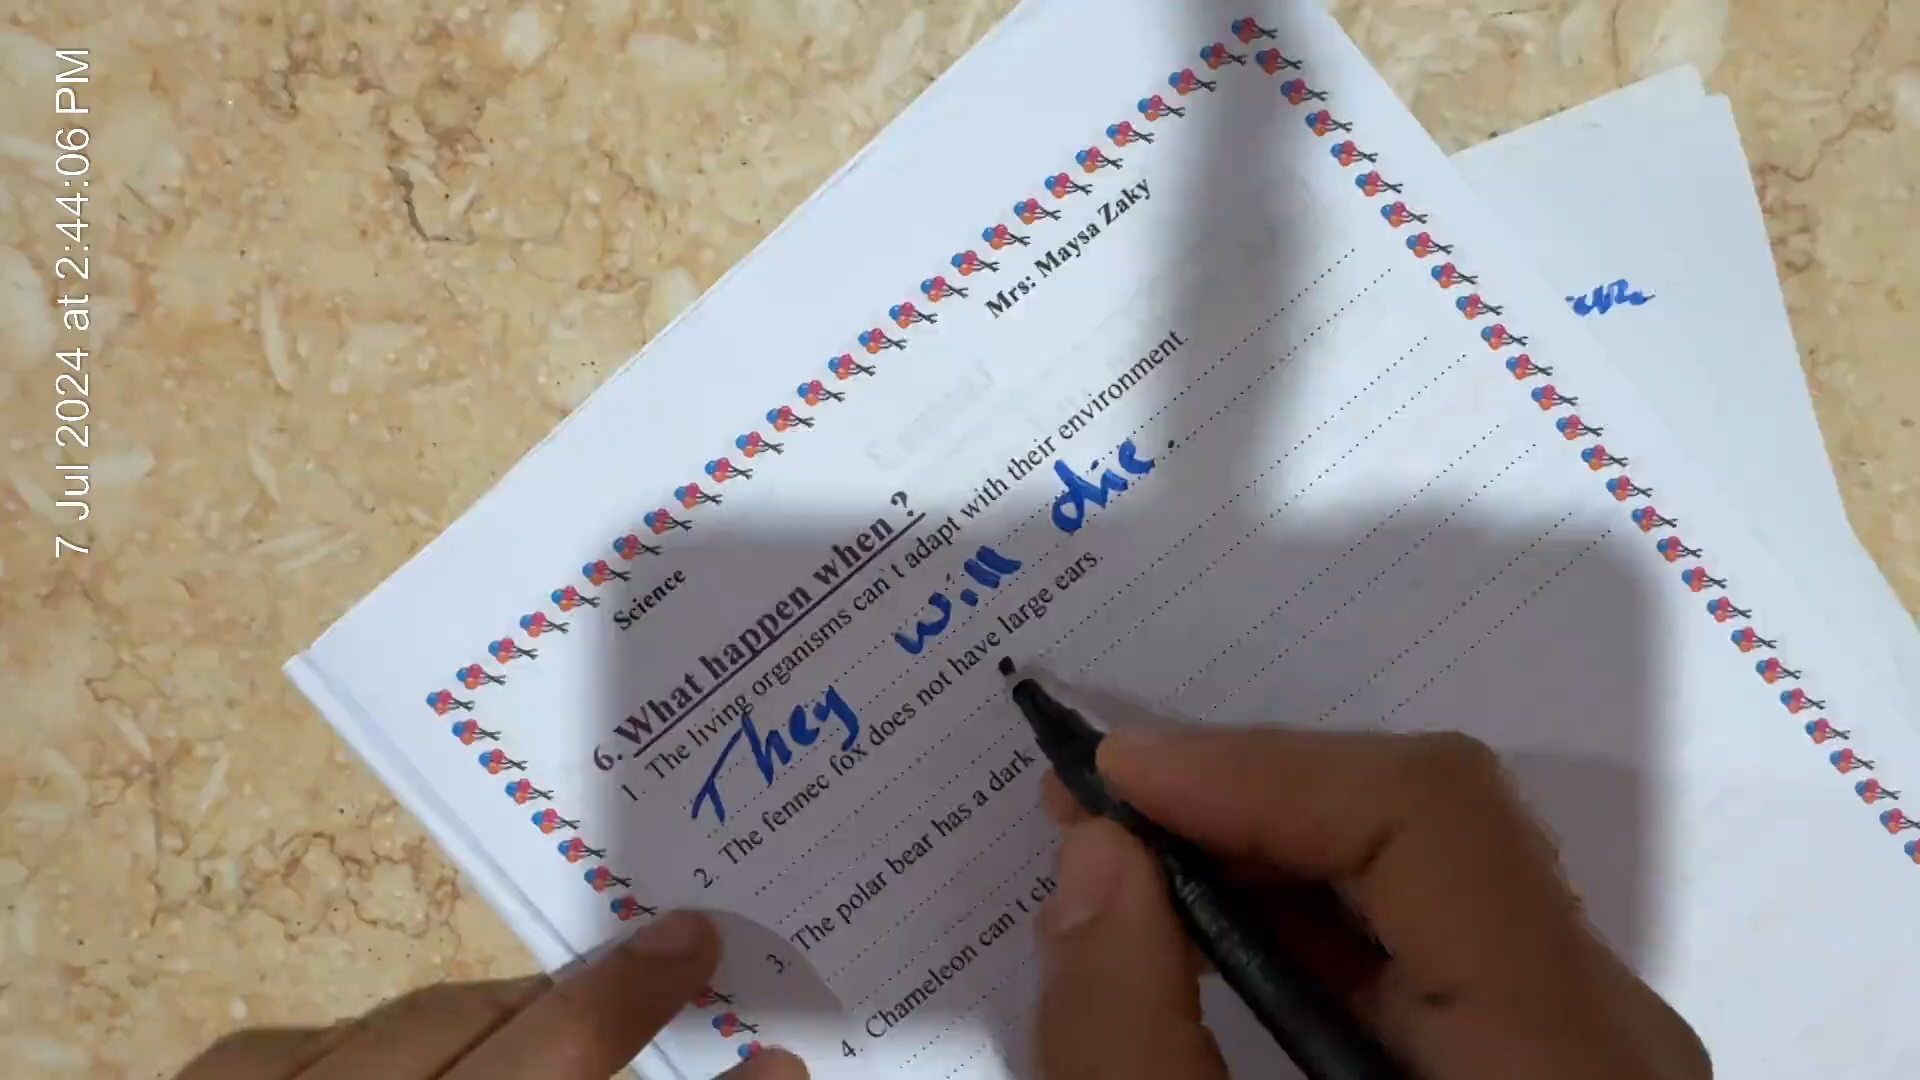 7 Jul 2024 at 2:44:06 PM
Science
Mrs: Maysa Zaky
6. What happen when ?
1. The living organisms can`t adapt with their environment.
They will die.
2. The fennec fox does not have large ears.
3. The polar bear has a dark
4. Chameleon can`t ch